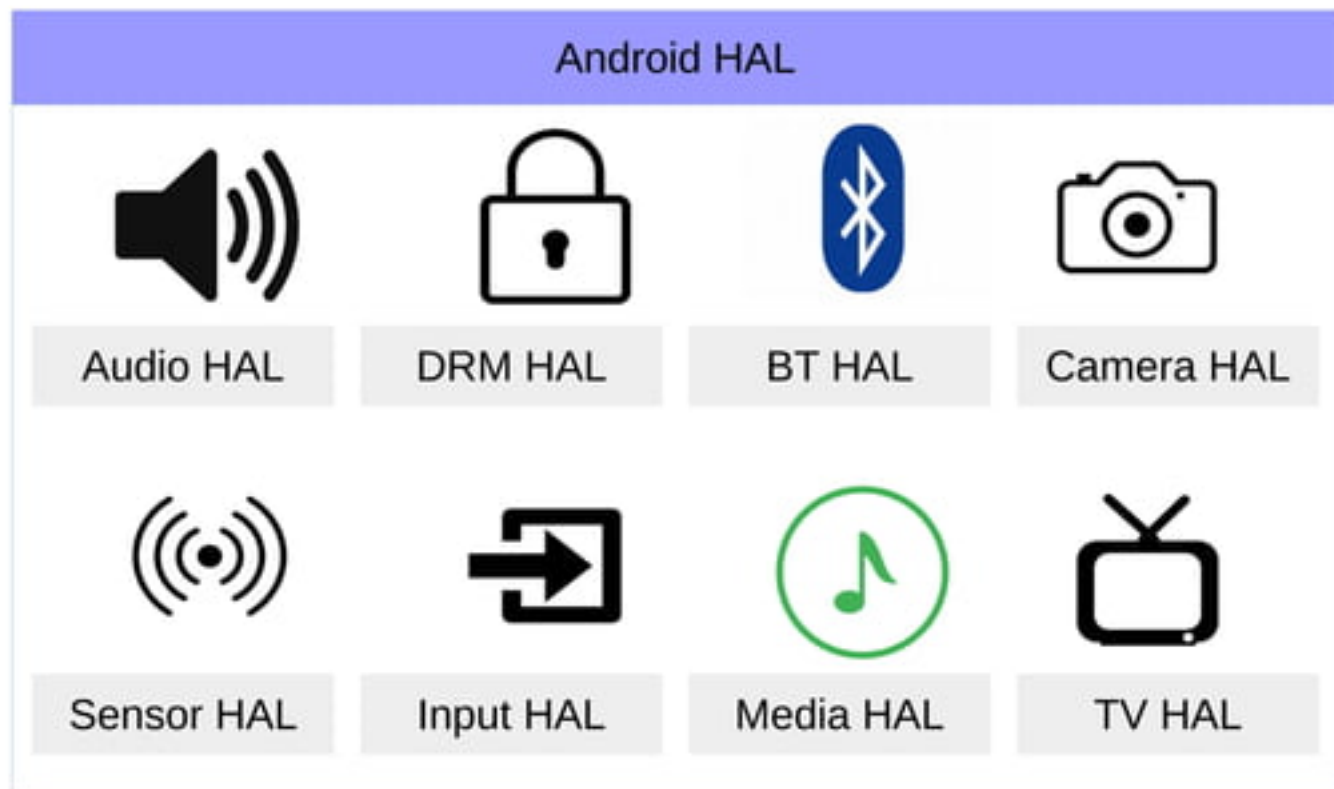 Android HAL
Audio HAL
DRM HAL
BT HAL
Camera HAL
Sensor HAL
Input HAL
Media HAL
TV HAL